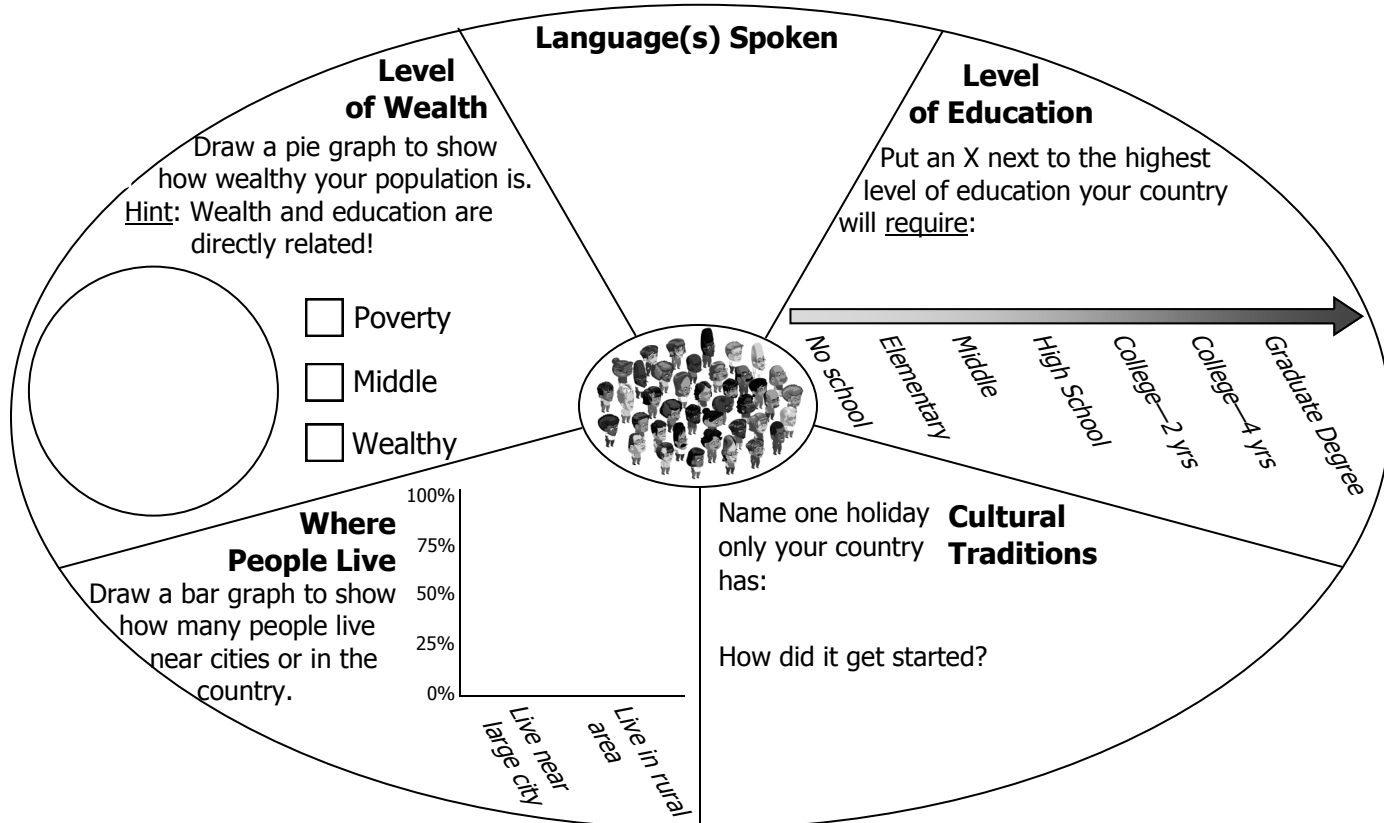 Language(s) Spoken
Level
of Wealth
Draw a pie graph to show
how wealthy your population is.
Hint: Wealth and education are
directly related!
Poverty
Middle
Wealthy
Level
of Education
Put an X next to the highest
level of education your country
will require:
No school
Elementary
Middle
High School
College—2 yrs
College—4 yrs
Graduate Degree
Where
People Live
Draw a bar graph to show
how many people live
near cities or in the
country.
100%
75%
50%
25%
0%
Live near
large city
Live in rural
area
Cultural
Traditions
Name one holiday
only your country
has:
How did it get started?